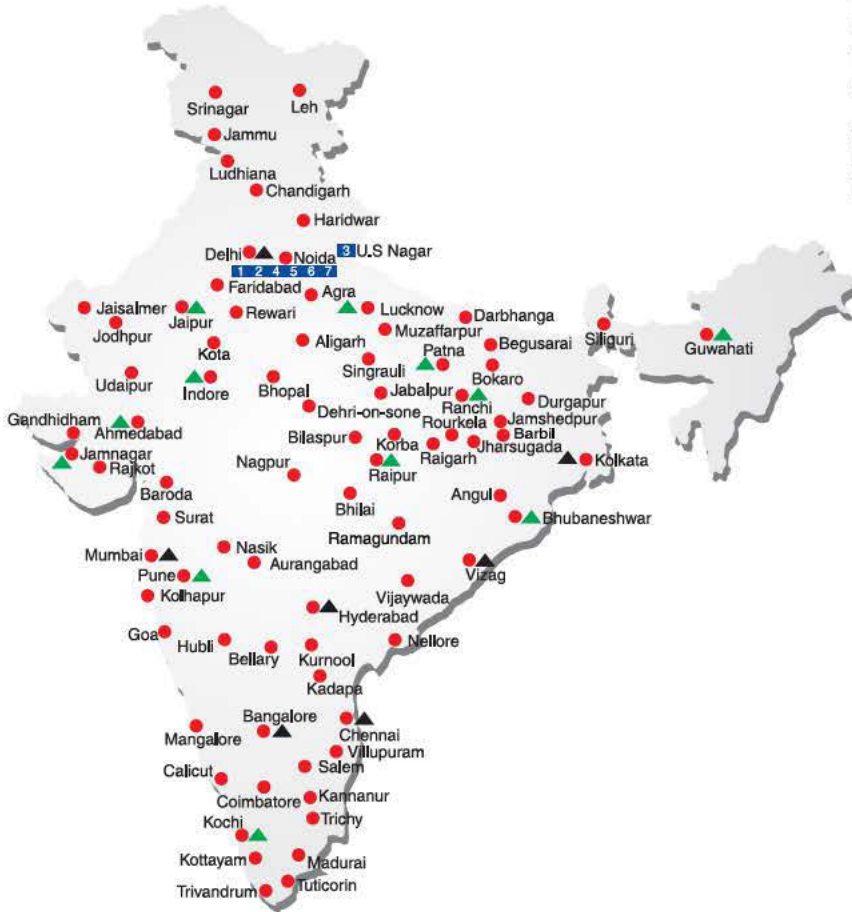 Srinagar
Leh
Jammu
Ludhiana
Chandigarh
Haridwar
Delhi
Noida
3 U.S Nagar
1 2 4 5 6 7
Faridabad
Agra
Jaisalmer
Jaipur
Rewari
Lucknow
Darbhanga
Jodhpur
Muzaffarpur
Siliguri
Guwahati
Kota
Aligarh
Patna
Begusarai
Singrauli
Udaipur
Indore
Bhopal
Bokaro
Jabalpur
Ranchi
Durgapur
Dehri-on-sone
Gandhidham
Ahmedabad
Rourkela
Jamshedpur
Bilaspur
Korba
Barbil
Raigarh
Jharsugada
Jamnagar
Rajkot
Kolkata
Nagpur
Raipur
Baroda
Bhilai
Angul
Surat
Bhubaneshwar
Ramagundam
Nasik
Mumbai
Aurangabad
Pune
Vizag
Kolhapur
Vijaywada
Hyderabad
Goa
Hubli
Bellary
Kurnool
Nellore
Kadapa
Bangalore
Mangalore
Chennai
Villupuram
Calicut
Salem
Coimbatore
Kannanur
Kochi
Trichy
Kottayam
Madurai
Trivandrum
Tuticorin